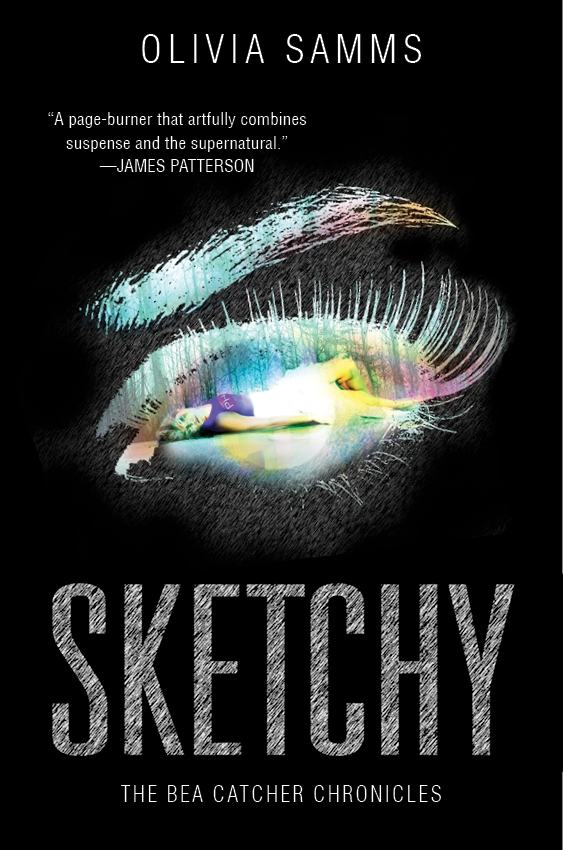 OLIVIA SAMMS
“A page-burner that artfully combines
suspense and the supernatural.”
—JAMES PATTERSON
SKETCHY
THE BEA CATCHER CHRONICLES